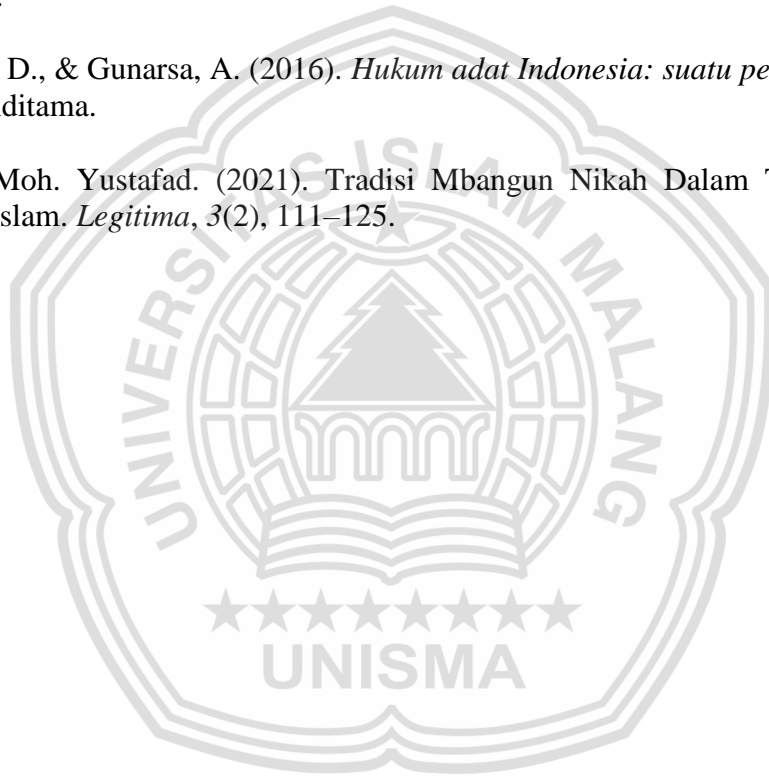 D., & Gunarsa, A. (2016). Hukum adat Indonesia: suatu pe
ditama.
Moh. Yustafad. (2021). Tradisi Mbangun Nikah Dalam
slam. Legitima, 3(2), 111–125.
UNIVERSITAS ISLAM MALANG
UNISMA